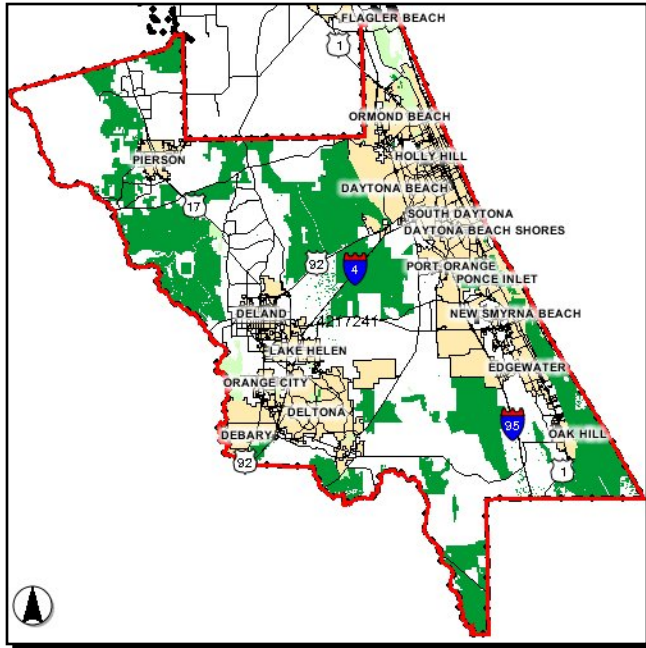 FLAGLER BEACH
1
ORMOND BEACH
HOLLY HILL
PIERSON
DAYTONA BEACH
17
SOUTH DAYTONA
DAYTONA BEACH SHORES
92
4
PORT ORANGE
PONCE INLET
DELAND
4217241
NEW SMYRNA BEACH
LAKE HELEN
EDGEWATER
ORANGE CITY
DELTONA
95
DEBARY
OAK HILL
92
1